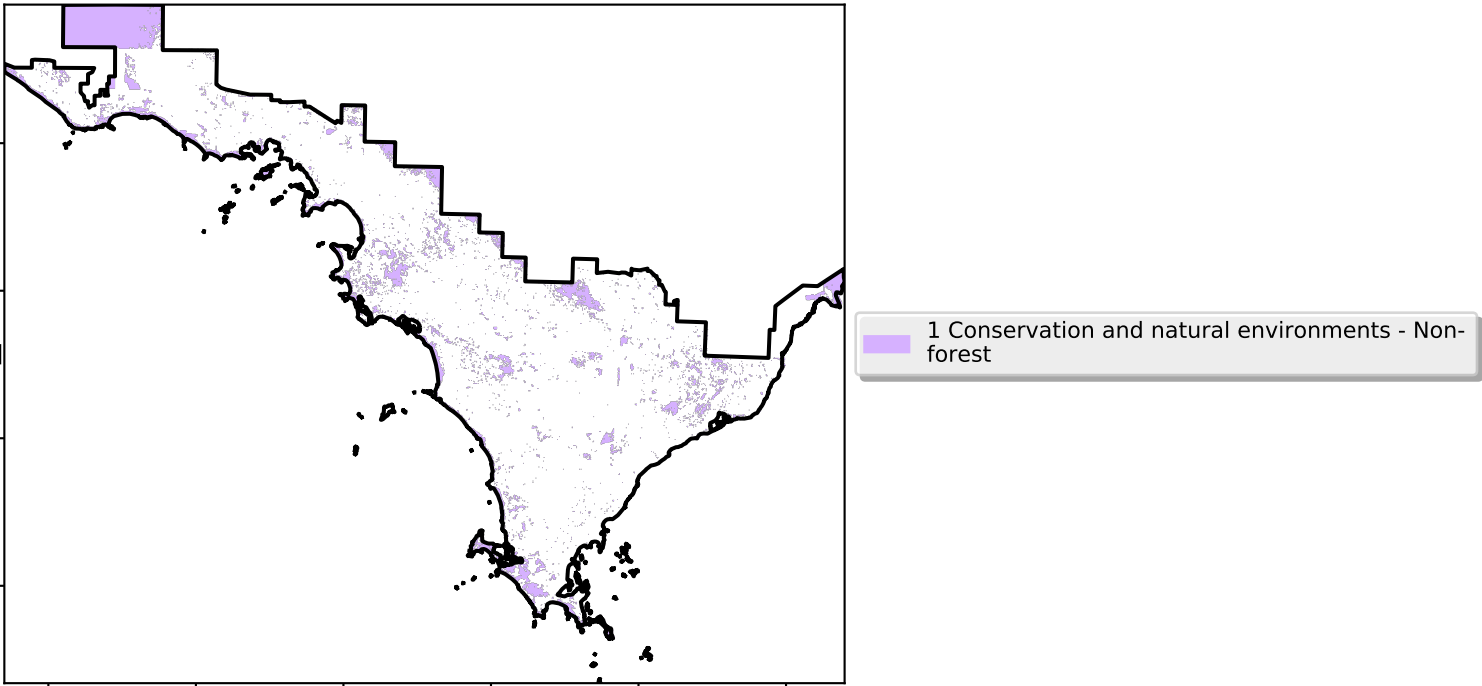 1 Conservation and natural environments - Non-
forest